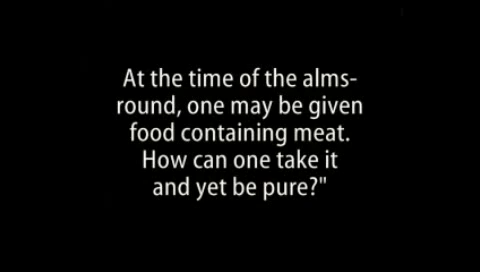 At the time of the alms-
round, one may be given
food containing meat.
How can one take it
and yet be pure?"